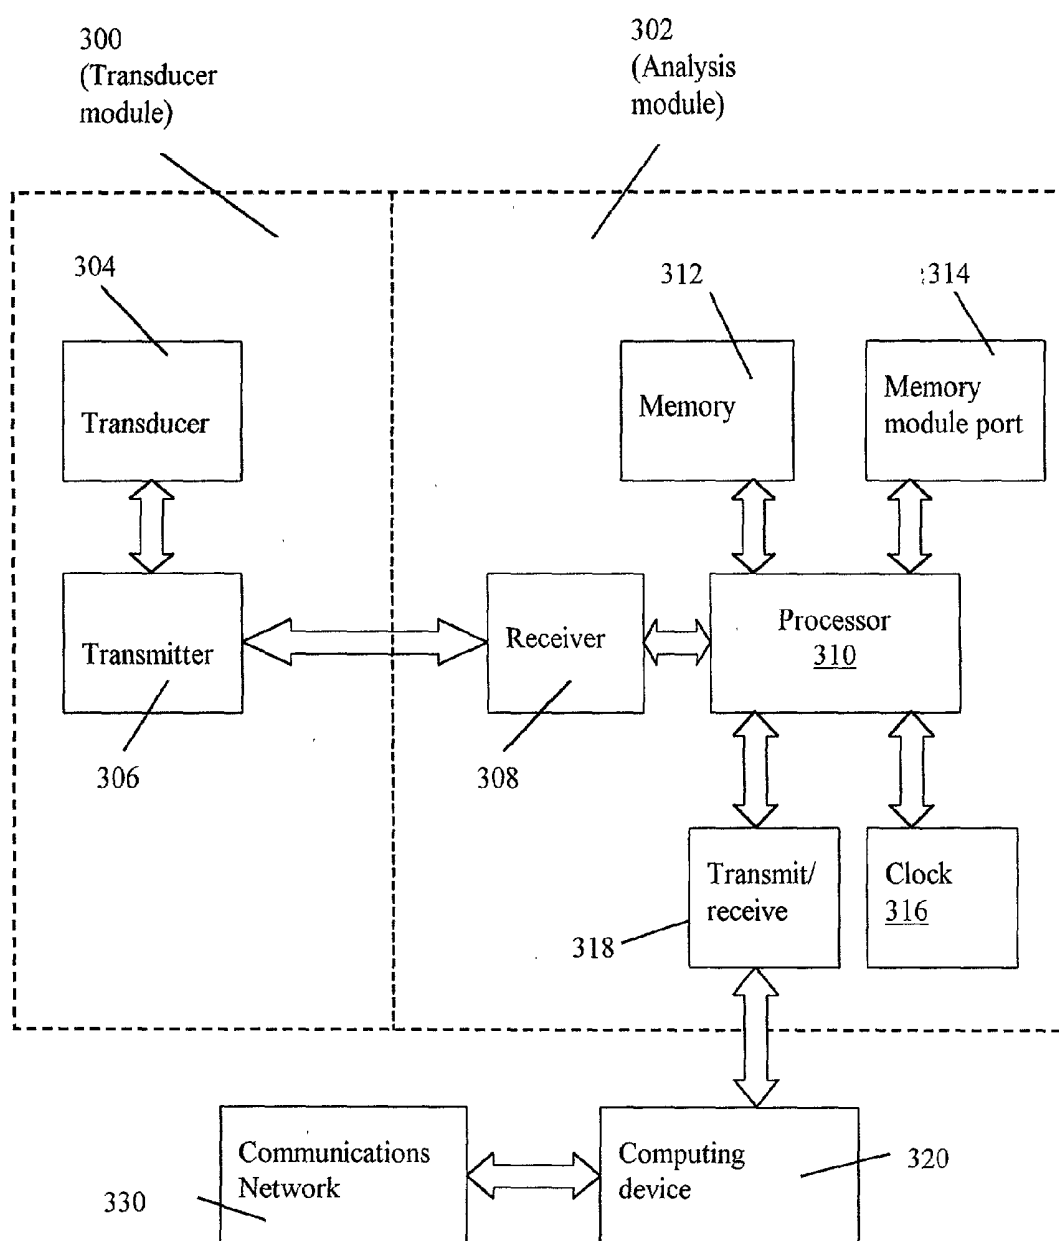 300
(Transducer
module)
302
(Analysis
module)
304
312
314
Transducer
Memory
Memory
module port
Transmitter
Receiver
Processor
310
306
308
Transmit/
receive
Clock
316
318
Communications
Network
Computing
device
320
330